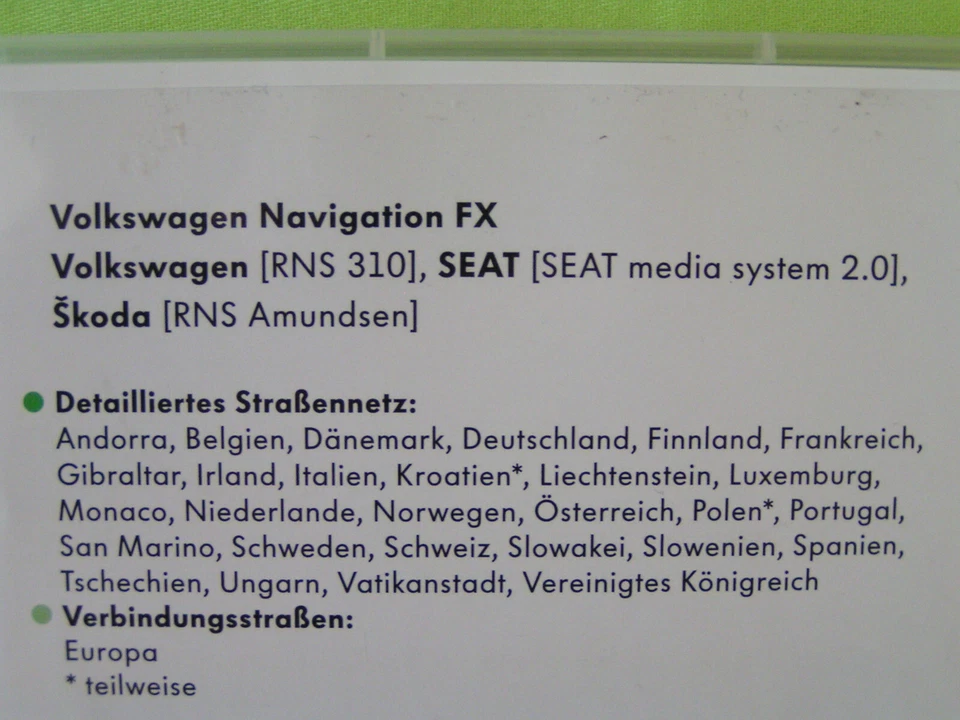 Volkswagen Navigation FX
Volkswagen [RNS 310], SEAT [SEAT media system 2.0],
Škoda [RNS Amundsen]
Detailliertes Straßennetz:
Andorra, Belgien, Dänemark, Deutschland, Finnland, Frankreich,
Gibraltar, Irland, Italien, Kroatien*, Liechtenstein, Luxemburg,
Monaco, Niederlande, Norwegen, Österreich, Polen*, Portugal,
San Marino, Schweden, Schweiz, Slowakei, Slowenien, Spanien,
Tschechien, Ungarn, Vatikanstadt, Vereinigtes Königreich
Verbindungsstraßen:
Europa
* teilweise